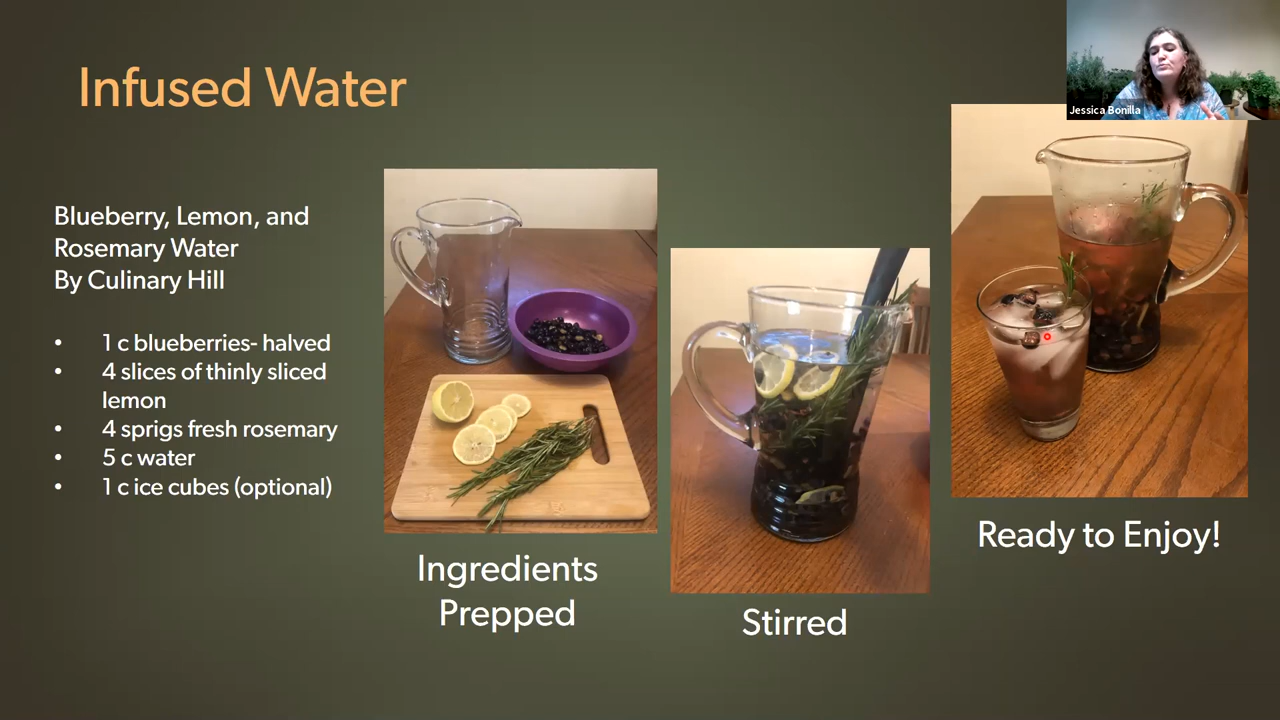 Infused Water
Jessica Bonilla
Blueberry, Lemon, and
Rosemary Water
By Culinary Hill
• 1 c blueberries- halved
• 4 slices of thinly sliced
lemon
• 4 sprigs fresh rosemary
• 5 c water
• 1 c ice cubes (optional)
Ingredients
Prepped
Stirred
Ready to Enjoy!